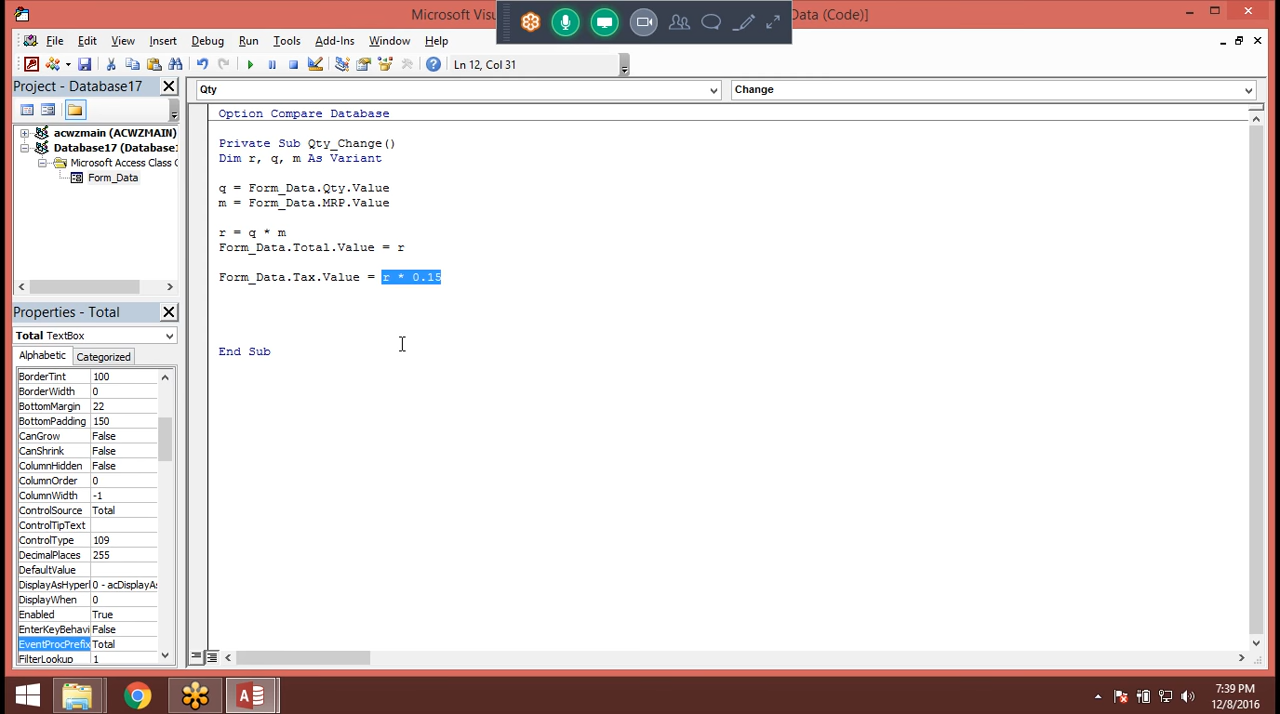 Microsoft Visu
Data (Code)]
File Edit View Insert Debug Run Tools Add-Ins Window Help
Ln 12, Col 31
Project - Database17
Qty
Change
acwzmain (ACWZMAIN)
Database17 (Database:
Microsoft Access Class
Form_Data
Option Compare Database
Private Sub Qty_Change()
Dim r, q, m As Variant
q = Form_Data.Qty.Value
m = Form_Data.MRP.Value
r = q * m
Form_Data.Total.Value = r
Form_Data.Tax.Value = r * 0.15
End Sub
Properties - Total
Total TextBox
Alphabetic Categorized
BorderTint 100
BorderWidth 0
BottomMargin 22
BottomPadding 150
CanGrow False
CanShrink False
ColumnHidden False
ColumnOrder 0
ColumnWidth -1
ControlSource Total
ControlTipText
ControlType 109
DecimalPlaces 255
DefaultValue
DisplayAsHyperl 0 - acDisplayAs
DisplayWhen 0
Enabled True
EnterKeyBehavi False
EventProcPrefix Total
FilterLookup 1
7:39 PM
12/8/2016